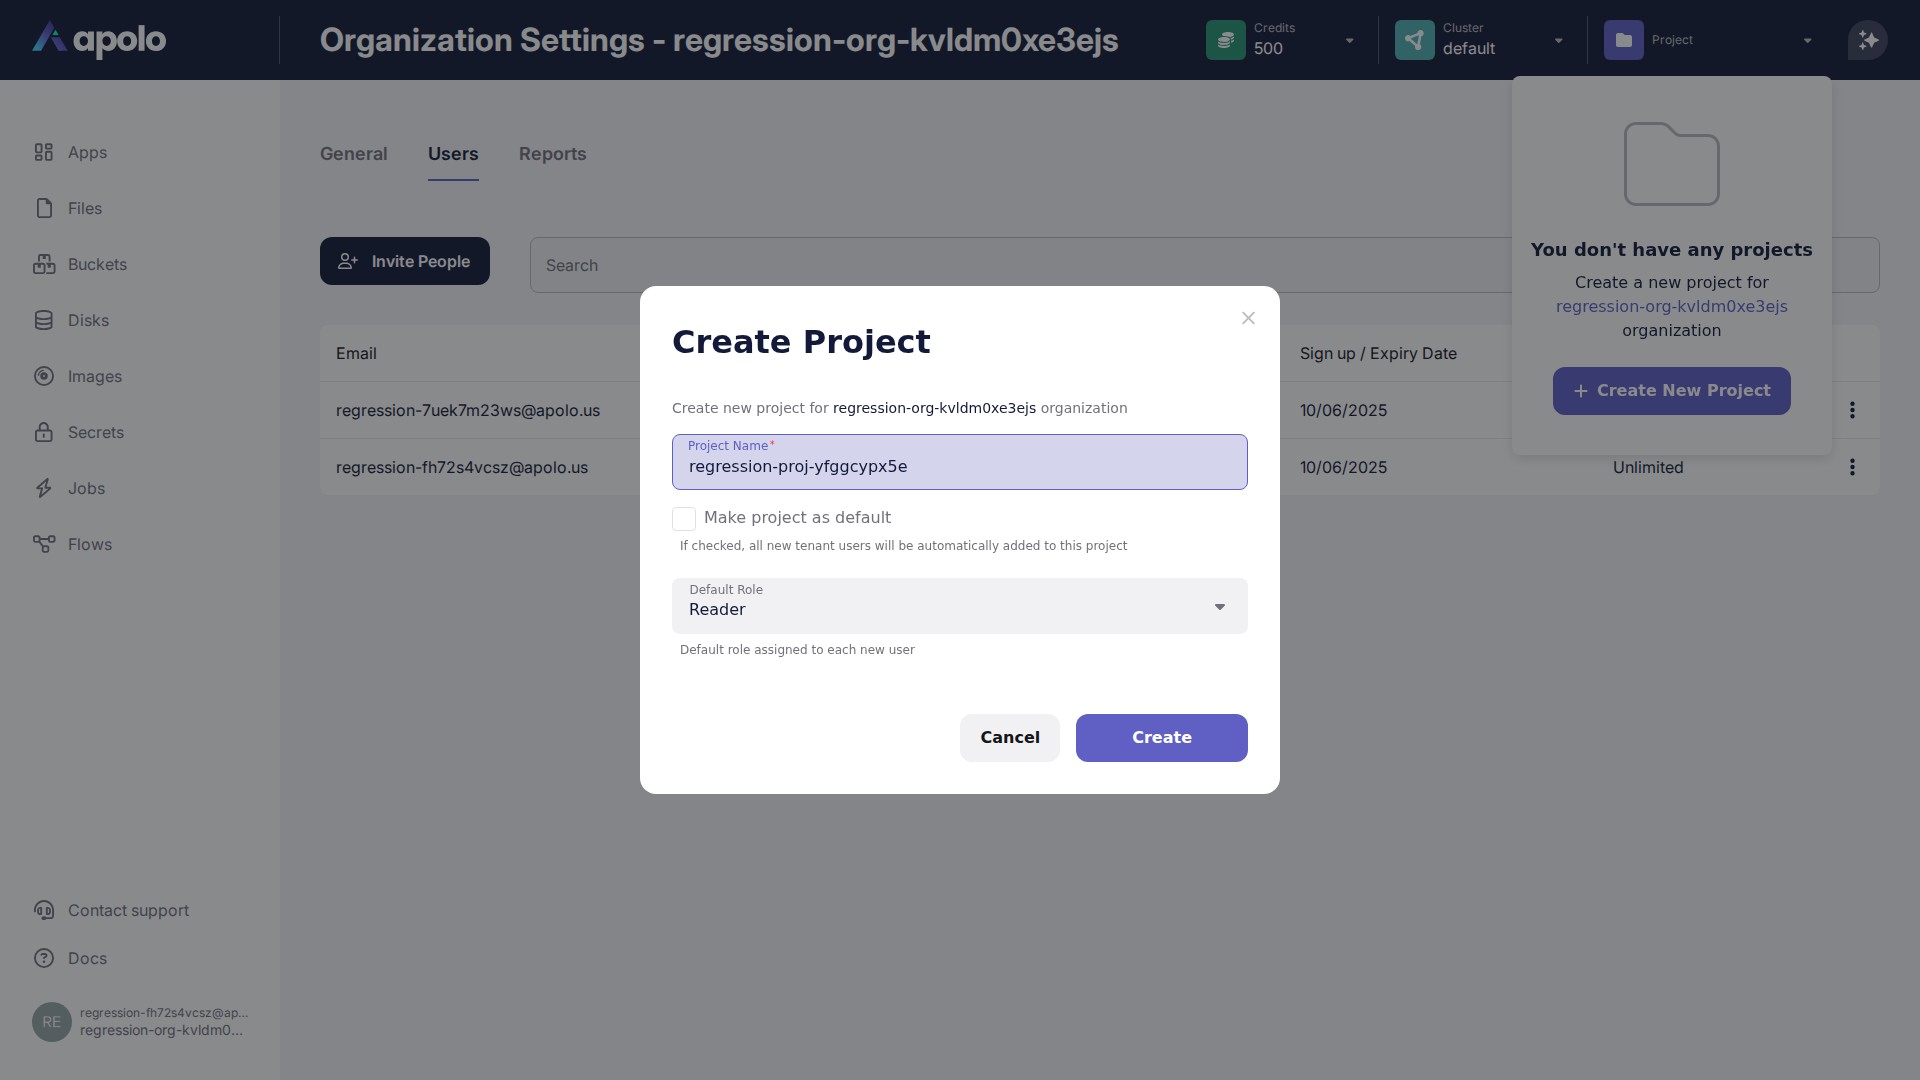 apolo
Organization Settings - regression-org-kvldm0xe3ejs
Credits
500
Cluster
default
Project
Apps
Files
Buckets
Disks
Images
Secrets
Jobs
Flows
Contact support
Docs
RE
regression-fh72s4vcsz@ap...
regression-org-kvldm0...
General
Users
Reports
Invite People
Search
Email
Sign up / Expiry Date
regression-7uek7m23ws@apolo.us
10/06/2025
regression-fh72s4vcsz@apolo.us
10/06/2025
Unlimited
You don't have any projects
Create a new project for
regression-org-kvldm0xe3ejs
organization
+ Create New Project
Create Project
Create new project for regression-org-kvldm0xe3ejs organization
Project Name*
regression-proj-yfggcypx5e
Make project as default
If checked, all new tenant users will be automatically added to this project
Default Role
Reader
Default role assigned to each new user
Cancel
Create